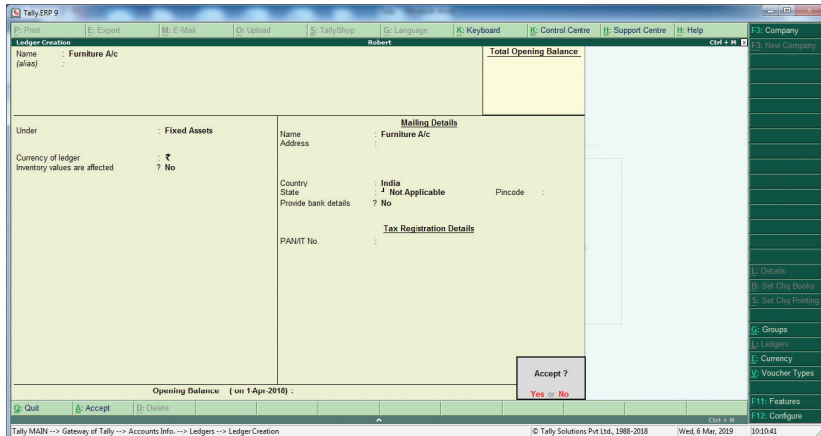 Tally.ERP 9
P: Print E: Export M: E-Mail O: Upload S: TallyShop G: Language K: Keyboard K: Control Centre H: Support Centre H: Help F3: Company
Ledger Creation Robert Ctrl + M F3: New Company
Name : Furniture A/c Total Opening Balance
(alias) :
Mailing Details
Under : Fixed Assets
Name : Furniture A/c
Address :
Currency of ledger : ₹
Inventory values are affected ? No
Country : India
State : ┘ Not Applicable Pincode :
Provide bank details ? No
Tax Registration Details
PAN/IT No. :
L: Details
B: Set Chq Books
S: Set Chq Printing
G: Groups
L: Ledgers
E: Currency
V: Voucher Types
Accept ?
Yes or No
Opening Balance ( on 1-Apr-2018) :
F11: Features
Q: Quit A: Accept D: Delete
F12: Configure
Ctrl + N
Tally MAIN --> Gateway of Tally --> Accounts Info. --> Ledgers --> Ledger Creation © Tally Solutions Pvt Ltd., 1988-2018 Wed, 6 Mar, 2019 10:10:41